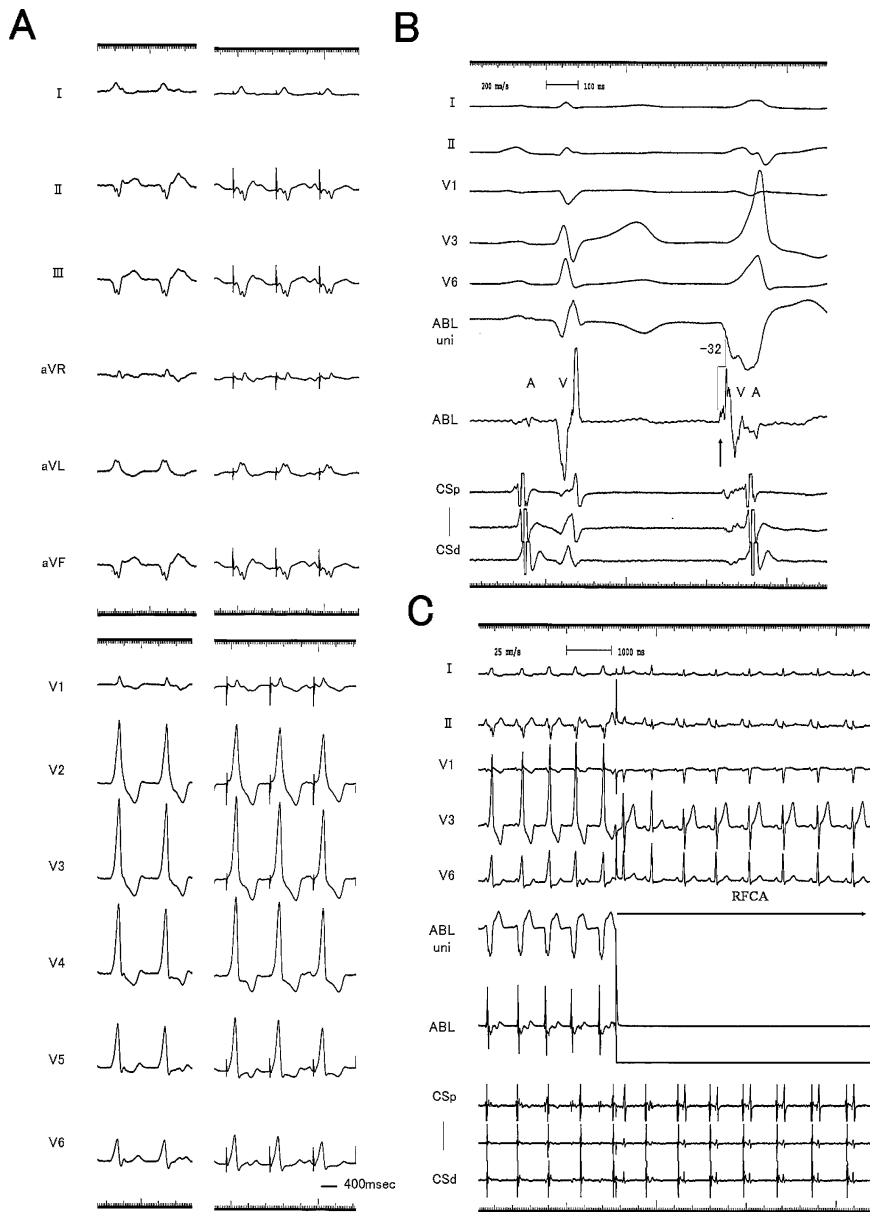 A
I
II
III
aVR
aVL
aVF
V1
V2
V3
V4
V5
V6
400msec
B
200 mm/s
100 ms
I
II
V1
V3
V6
ABL
uni
-32
A V
V A
ABL
CSp
CSd
C
25 mm/s
1000 ms
I
II
V1
V3
V6
RFCA
ABL
uni
ABL
CSp
CSd